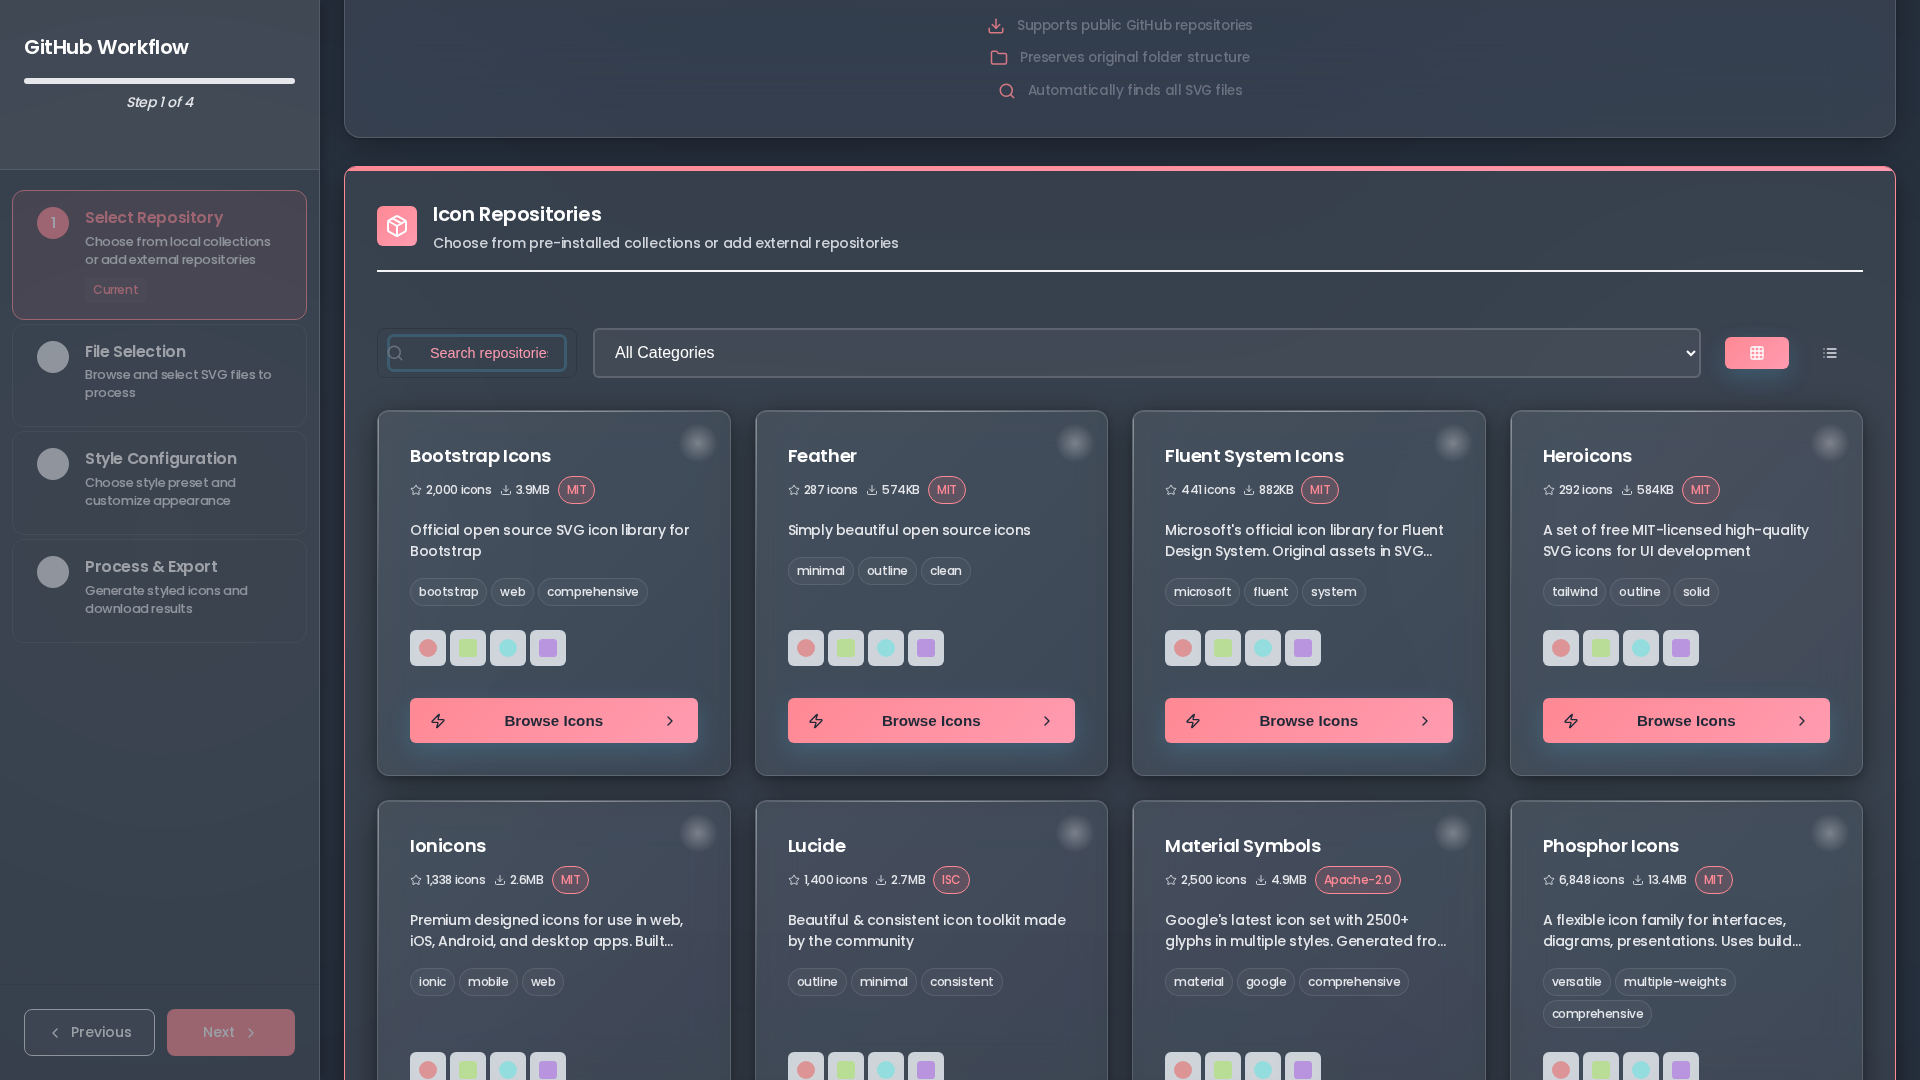 GitHub Workflow
Step 1 of 4
1
Select Repository
Choose from local collections
or add external repositories
Current
File Selection
Browse and select SVG files to
process
Style Configuration
Choose style preset and
customize appearance
Process & Export
Generate styled icons and
download results
Previous
Next
Supports public GitHub repositories
Preserves original folder structure
Automatically finds all SVG files
Icon Repositories
Choose from pre-installed collections or add external repositories
Search repositories
All Categories
Bootstrap Icons
2,000 icons 3.9MB MIT
Official open source SVG icon library for
Bootstrap
bootstrap web comprehensive
Browse Icons
Feather
287 icons 574KB MIT
Simply beautiful open source icons
minimal outline clean
Browse Icons
Fluent System Icons
441 icons 882KB MIT
Microsoft's official icon library for Fluent
Design System. Original assets in SVG...
microsoft fluent system
Browse Icons
Heroicons
292 icons 584KB MIT
A set of free MIT-licensed high-quality
SVG icons for UI development
tailwind outline solid
Browse Icons
Ionicons
1,338 icons 2.6MB MIT
Premium designed icons for use in web,
iOS, Android, and desktop apps. Built...
ionic mobile web
Lucide
1,400 icons 2.7MB ISC
Beautiful & consistent icon toolkit made
by the community
outline minimal consistent
Material Symbols
2,500 icons 4.9MB Apache-2.0
Google's latest icon set with 2500+
glyphs in multiple styles. Generated fro...
material google comprehensive
Phosphor Icons
6,848 icons 13.4MB MIT
A flexible icon family for interfaces,
diagrams, presentations. Uses build...
versatile multiple-weights
comprehensive